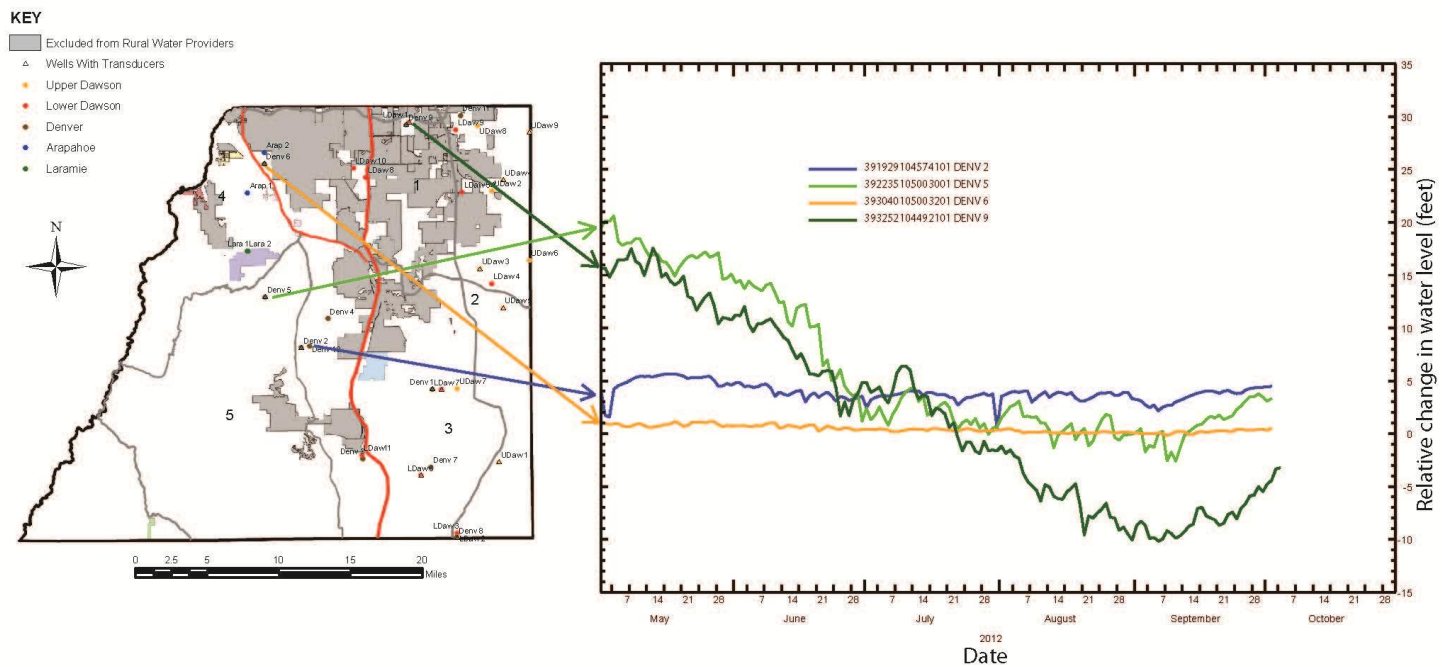 KEY
Excluded from Rural Water Providers
Wells With Transducers
Upper Dawson
Lower Dawson
Denver
Arapahoe
Laramie
N
LDaw1 Denv 9
UDaw8
UDaw9
Arap 2
Denv 6
LDaw10
LDaw8
1
UDaw2
4
Arap 1
Lara 1 Lara 2
UDaw3
UDaw6
LDaw4
Denv 5
2
Denv 4
Denv 2
Denv 1 LDaw7 UDaw7
5
3
LDaw11
Denv 7
UDaw1
LDaw3
Denv 8
0 2.5 5 10 15 20
Miles
391929104574101 DENV 2
392235105003001 DENV 5
393040105003201 DENV 6
393252104492101 DENV 9
35
30
25
20
15
10
5
0
-5
-10
-15
Relative change in water level (feet)
7 14 21 28 7 14 21 28 7 14 21 28 7 14 21 28 7 14 21 28 7 14 21 28
May June July August September October
2012
Date